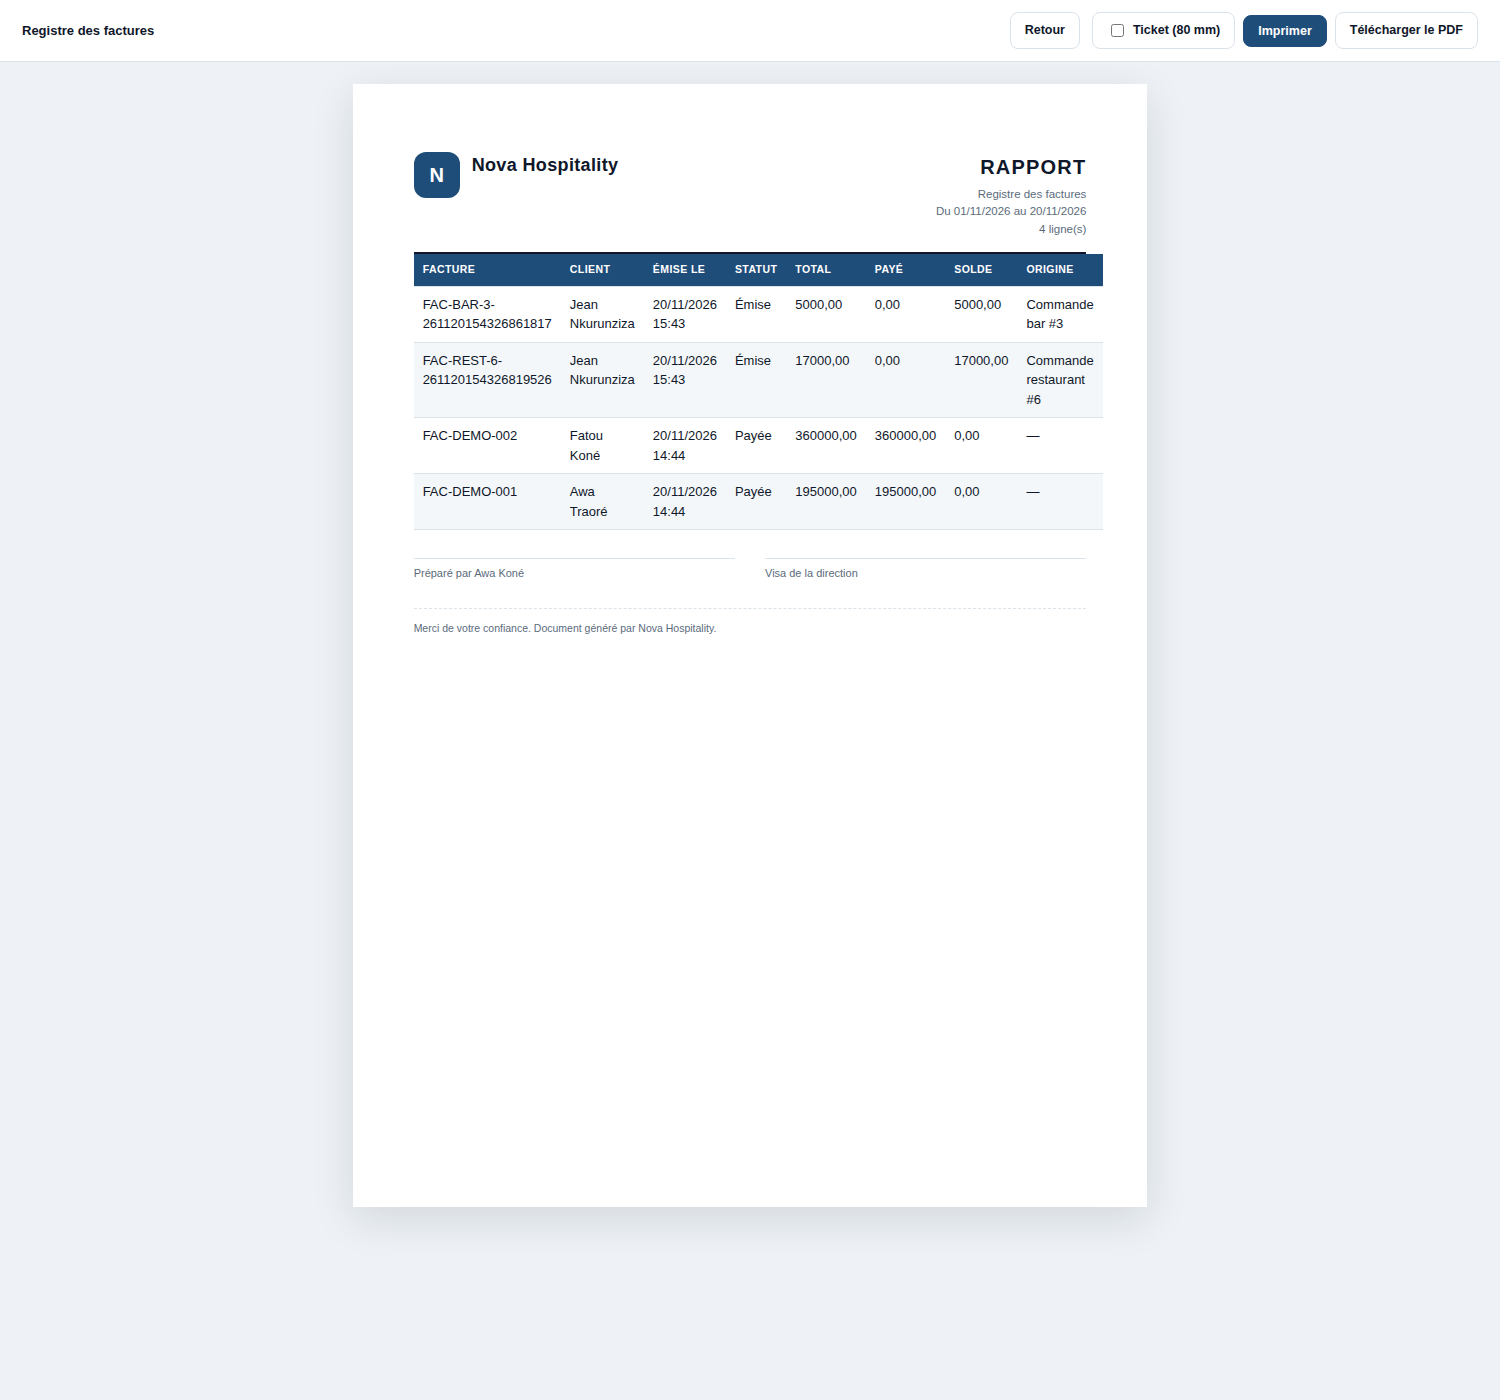 Registre des factures
Retour
Ticket (80 mm)
Imprimer
Télécharger le PDF
N
Nova Hospitality
RAPPORT
Registre des factures
Du 01/11/2026 au 20/11/2026
4 ligne(s)
FACTURE CLIENT ÉMISE LE STATUT TOTAL PAYÉ SOLDE ORIGINE
FAC-BAR-3- Jean 20/11/2026 Émise 5000,00 0,00 5000,00 Commande
261120154326861817 Nkurunziza 15:43 bar #3
FAC-REST-6- Jean 20/11/2026 Émise 17000,00 0,00 17000,00 Commande
261120154326819526 Nkurunziza 15:43 restaurant
#6
FAC-DEMO-002 Fatou 20/11/2026 Payée 360000,00 360000,00 0,00 —
Koné 14:44
FAC-DEMO-001 Awa 20/11/2026 Payée 195000,00 195000,00 0,00 —
Traoré 14:44
Préparé par Awa Koné
Visa de la direction
Merci de votre confiance. Document généré par Nova Hospitality.